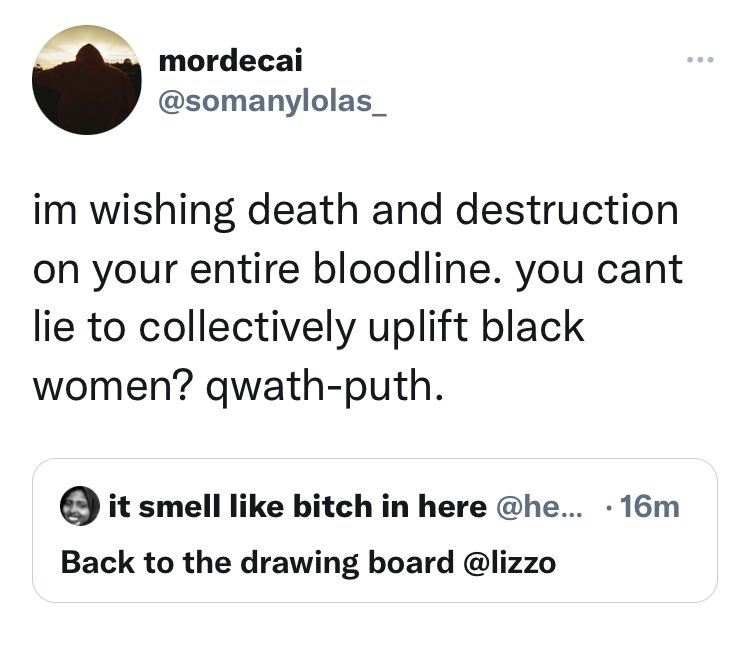 mordecai
@somanylolas_
im wishing death and destruction
on your entire bloodline. you cant
lie to collectively uplift black
women? qwath-puth.
it smell like bitch in here @he... · 16m
Back to the drawing board @lizzo